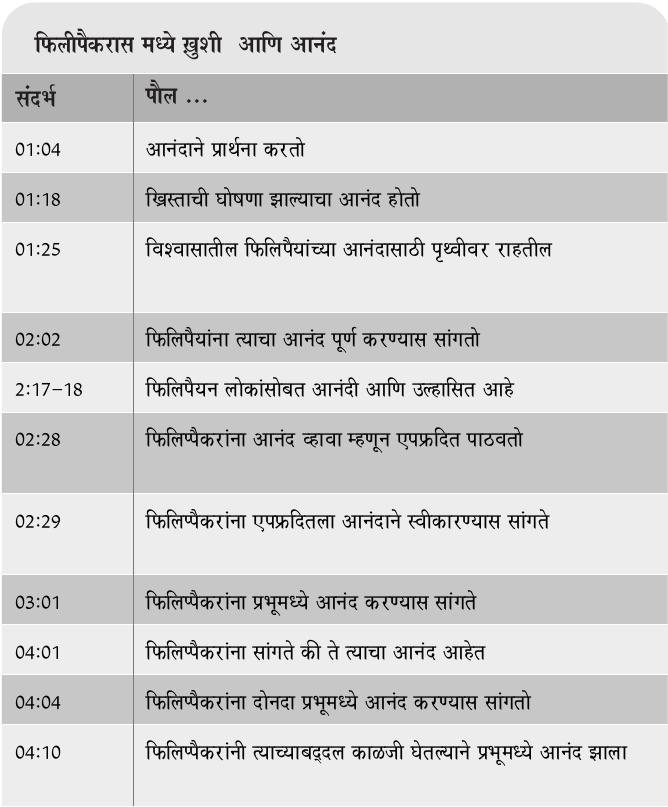 फिलीपैकरास मध्ये ख़ुशी आणि आनंद
संदर्भ पौल ...
01:04 आनंदाने प्रार्थना करतो
01:18 ख्रिस्ताची घोषणा झाल्याचा आनंद होतो
01:25 विश्वासातील फिलिपैयांच्या आनंदासाठी पृथ्वीवर राहतील
02:02 फिलिपैयांना त्याचा आनंद पूर्ण करण्यास सांगतो
2:17–18 फिलिपैयन लोकांसोबत आनंदी आणि उल्हासित आहे
02:28 फिलिप्पैकरांना आनंद व्हावा म्हणून एपफ्रदित पाठवतो
02:29 फिलिप्पैकरांना एपफ्रदितला आनंदाने स्वीकारण्यास सांगते
03:01 फिलिप्पैकरांना प्रभूमध्ये आनंद करण्यास सांगते
04:01 फिलिप्पैकरांना सांगते की ते त्याचा आनंद आहेत
04:04 फिलिप्पैकरांना दोनदा प्रभूमध्ये आनंद करण्यास सांगतो
04:10 फिलिप्पैकरांनी त्याच्याबद्दल काळजी घेतल्याने प्रभूमध्ये आनंद झाला